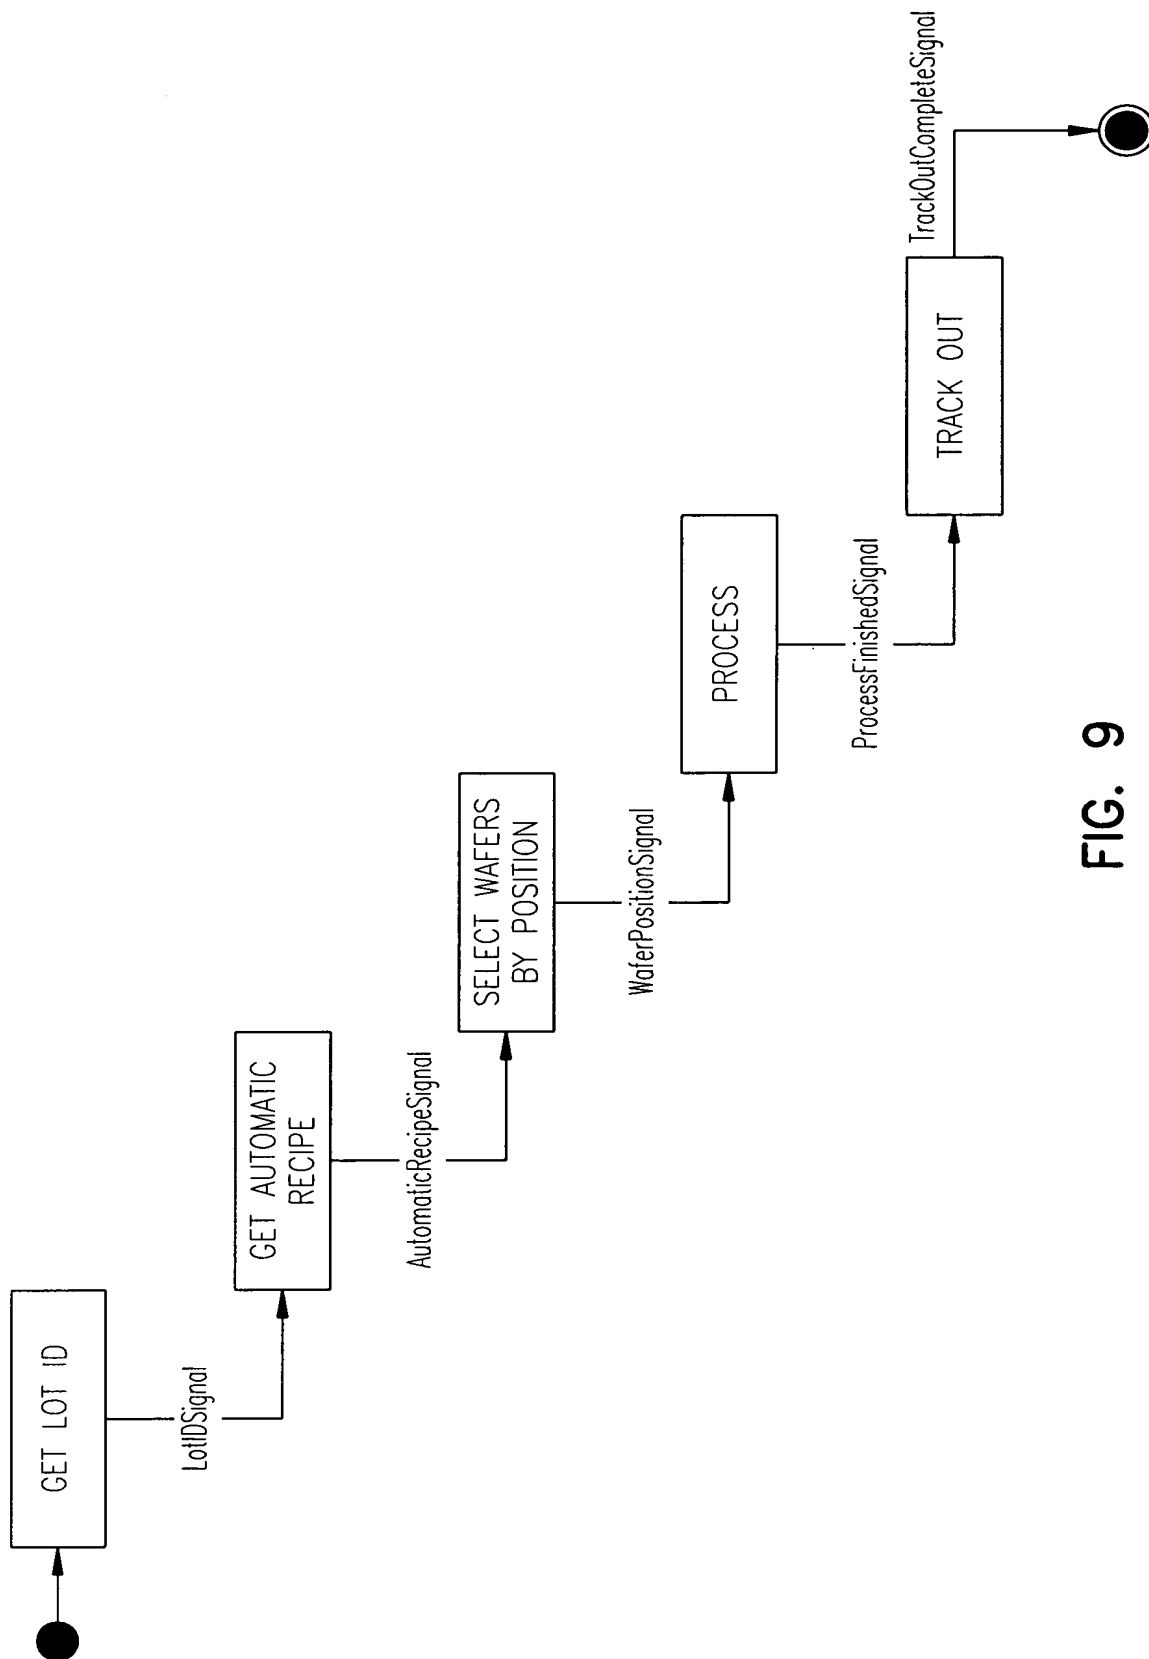 GET LOT ID
LotIDSignal
GET AUTOMATIC
RECIPE
AutomaticRecipeSignal
SELECT WAFERS
BY POSITION
WaferPositionSignal
PROCESS
ProcessFinishedSignal
TRACK OUT
TrackOutCompleteSignal
FIG. 9